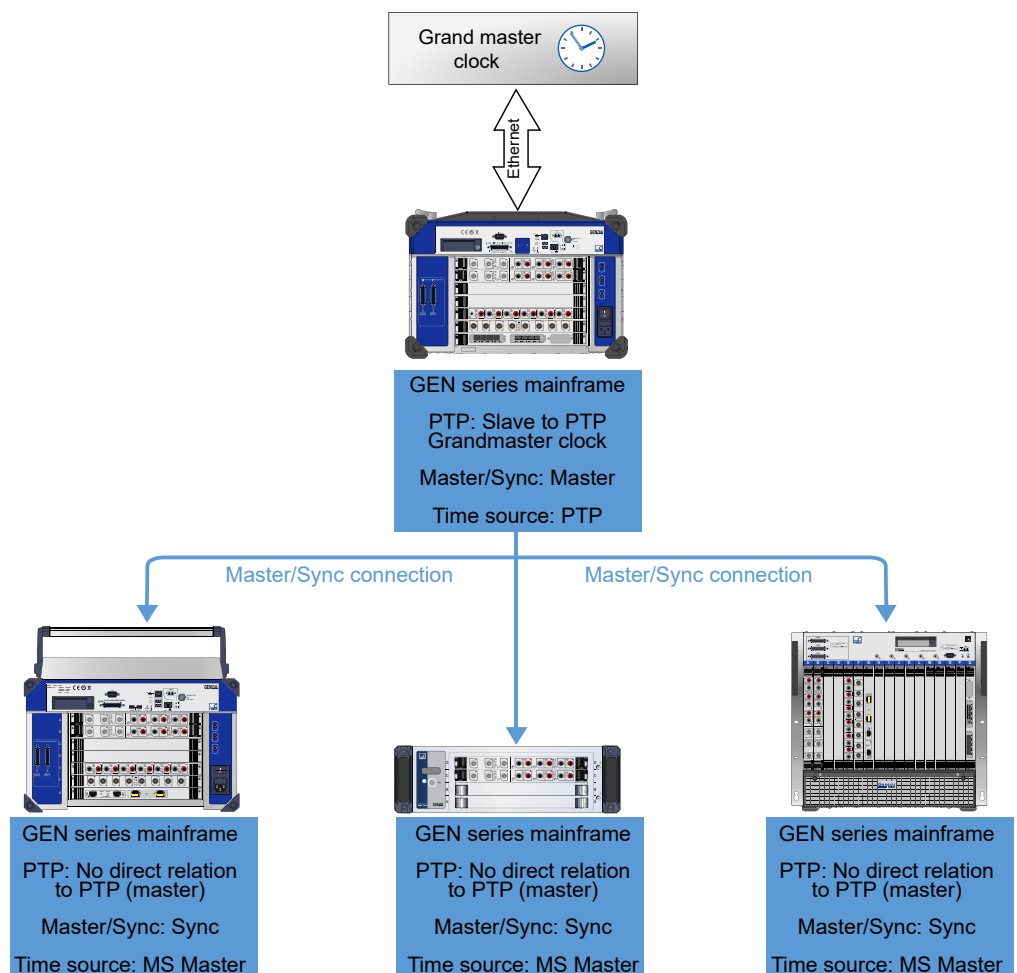 Grand master
clock
Ethernet
GEN series mainframe
PTP: Slave to PTP
Grandmaster clock
Master/Sync: Master
Time source: PTP
Master/Sync connection
Master/Sync connection
GEN series mainframe
PTP: No direct relation
to PTP (master)
Master/Sync: Sync
Time source: MS Master
GEN series mainframe
PTP: No direct relation
to PTP (master)
Master/Sync: Sync
Time source: MS Master
GEN series mainframe
PTP: No direct relation
to PTP (master)
Master/Sync: Sync
Time source: MS Master